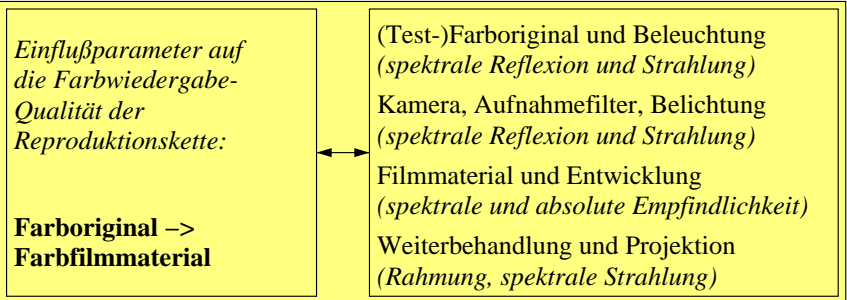 Einflußparameter auf
die Farbwiedergabe-
Qualität der
Reproduktionskette:
Farboriginal –>
Farbfilmmaterial
(Test-)Farboriginal und Beleuchtung
(spektrale Reflexion und Strahlung)
Kamera, Aufnahmefilter, Belichtung
(spektrale Reflexion und Strahlung)
Filmmaterial und Entwicklung
(spektrale und absolute Empfindlichkeit)
Weiterbehandlung und Projektion
(Rahmung, spektrale Strahlung)